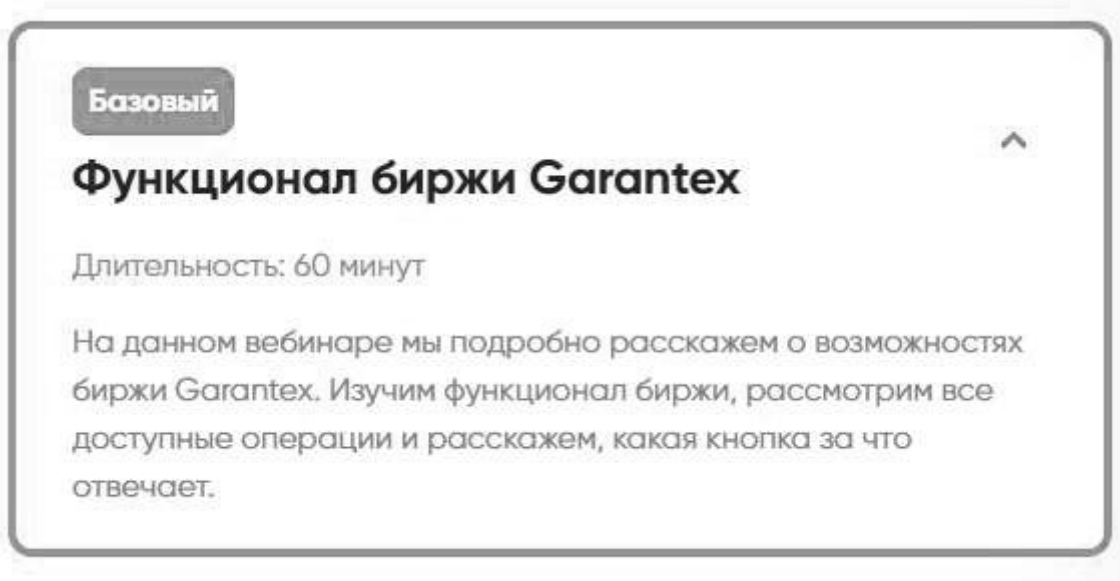 Базовый
Функционал биржи Garantex
Длительность: 60 минут
На данном вебинаре мы подробно расскажем о возможностях
биржи Garantex. Изучим функционал биржи, рассмотрим все
доступные операции и расскажем, какая кнопка за что
отвечает.